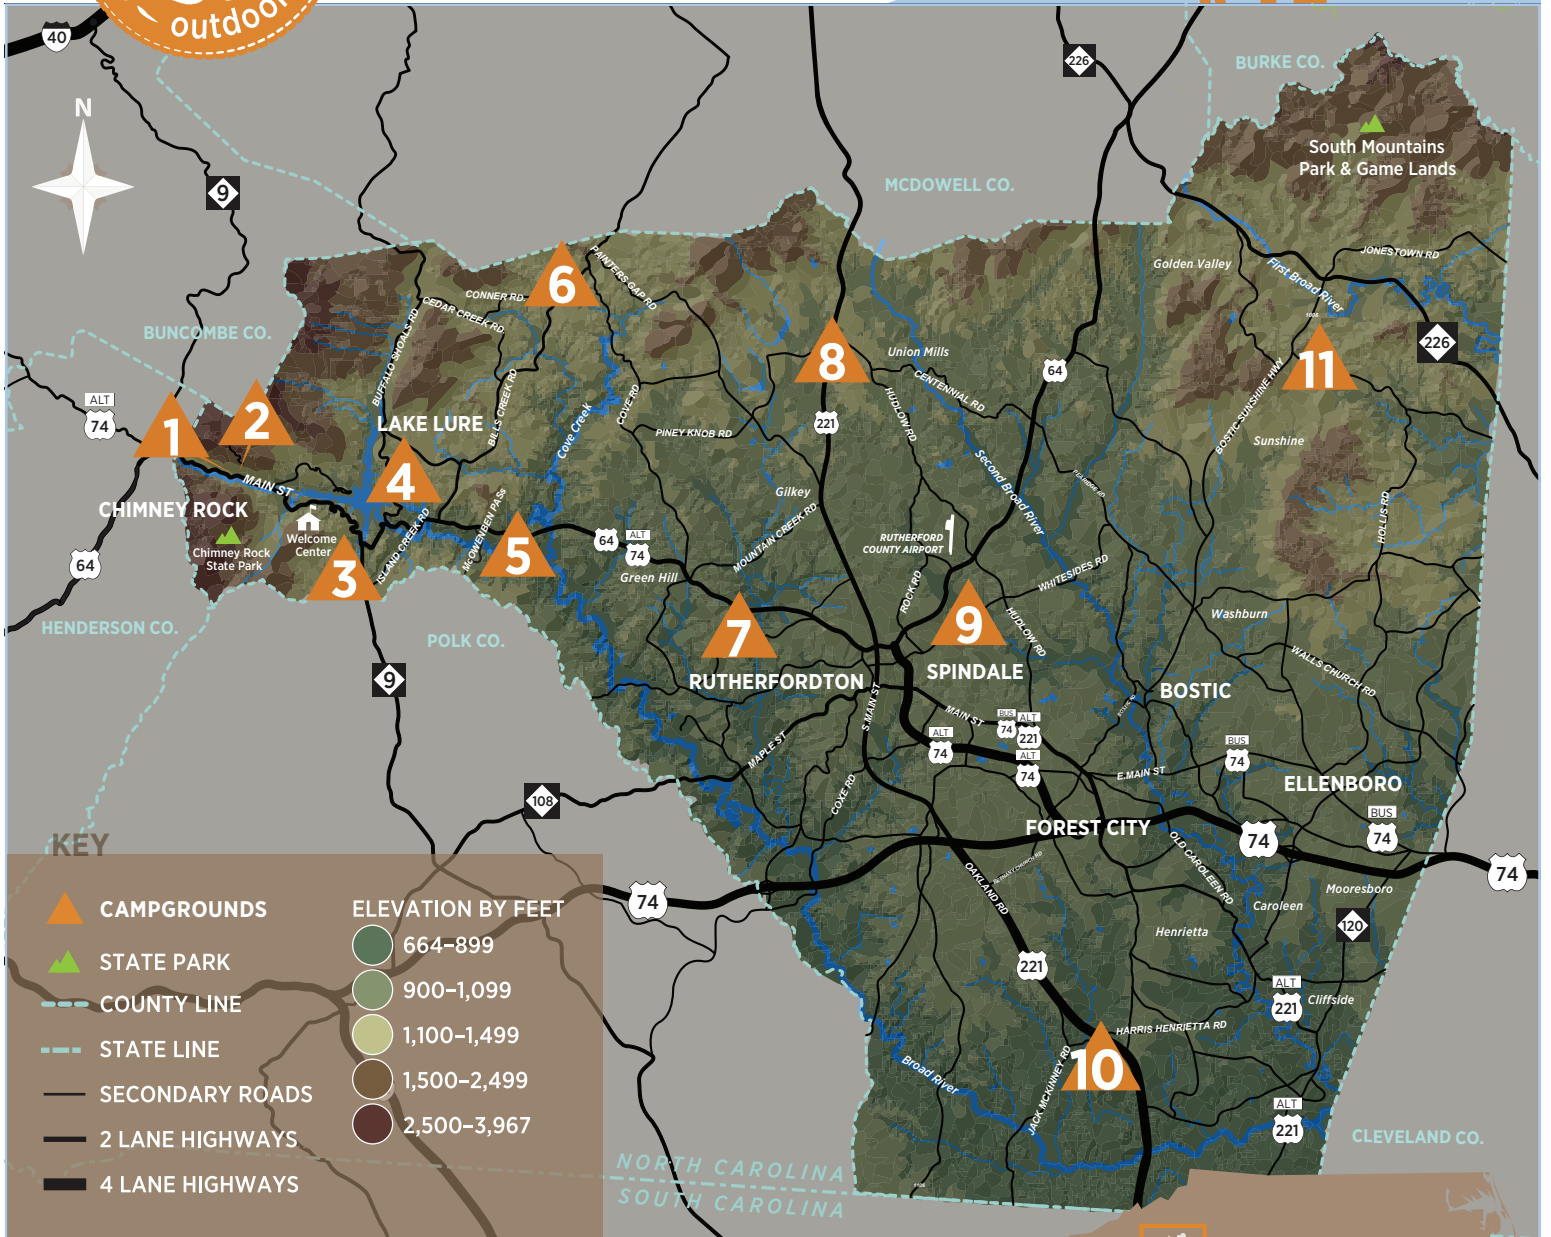 outdoor
40
N
9
226
BURKE CO.
South Mountains
Park & Game Lands
MCDOWELL CO.
JONESTOWN RD
Golden Valley
First Broad River
PAINTERS GAP RD
6
CONNER RD.
CEDAR CREEK RD
BUNCOMBE CO.
BUFFALO SHOALS RD
8
Union Mills
CENTENNIAL RD
HUDLOW RD
64
11
226
BOSTIC SUNSHINE HWY
Sunshine
ALT
74
1
2
LAKE LURE
BILLS CREEK RD
Cove Creek
COVE RD
PINEY KNOB RD
221
Second Broad River
4
MAIN ST
CHIMNEY ROCK
Gilkey
HOLLIS RD
Chimney Rock
State Park
Welcome
Center
3
ISLAND CREEK RD
McOWENBEN PASS
5
64
ALT
74
Green Hill
MOUNTAIN CREEK RD
RUTHERFORD
COUNTY AIRPORT
ROCK RD
WHITESIDES RD
64
HENDERSON CO.
POLK CO.
7
9
HUDLOW RD
Washburn
WALLS CHURCH RD
RUTHERFORDTON
SPINDALE
BOSTIC
9
S.MAIN ST
MAIN ST
BUS
74
ALT
221
ALT
74
ALT
74
MAPLE ST
COXE RD
E.MAIN ST
BUS
74
ELLENBORO
108
FOREST CITY
BUS
74
74
74
OLD CAROLEEN RD
OAKLAND RD
BETHANY CHURCH RD
74
Mooresboro
Caroleen
120
Henrietta
221
ALT
221
Cliffside
HARRIS HENRIETTA RD
10
JACK MCKINNEY RD
Broad River
ALT
221
CLEVELAND CO.
NORTH CAROLINA
SOUTH CAROLINA
KEY
CAMPGROUNDS
STATE PARK
COUNTY LINE
STATE LINE
SECONDARY ROADS
2 LANE HIGHWAYS
4 LANE HIGHWAYS
ELEVATION BY FEET
664–899
900–1,099
1,100–1,499
1,500–2,499
2,500–3,967